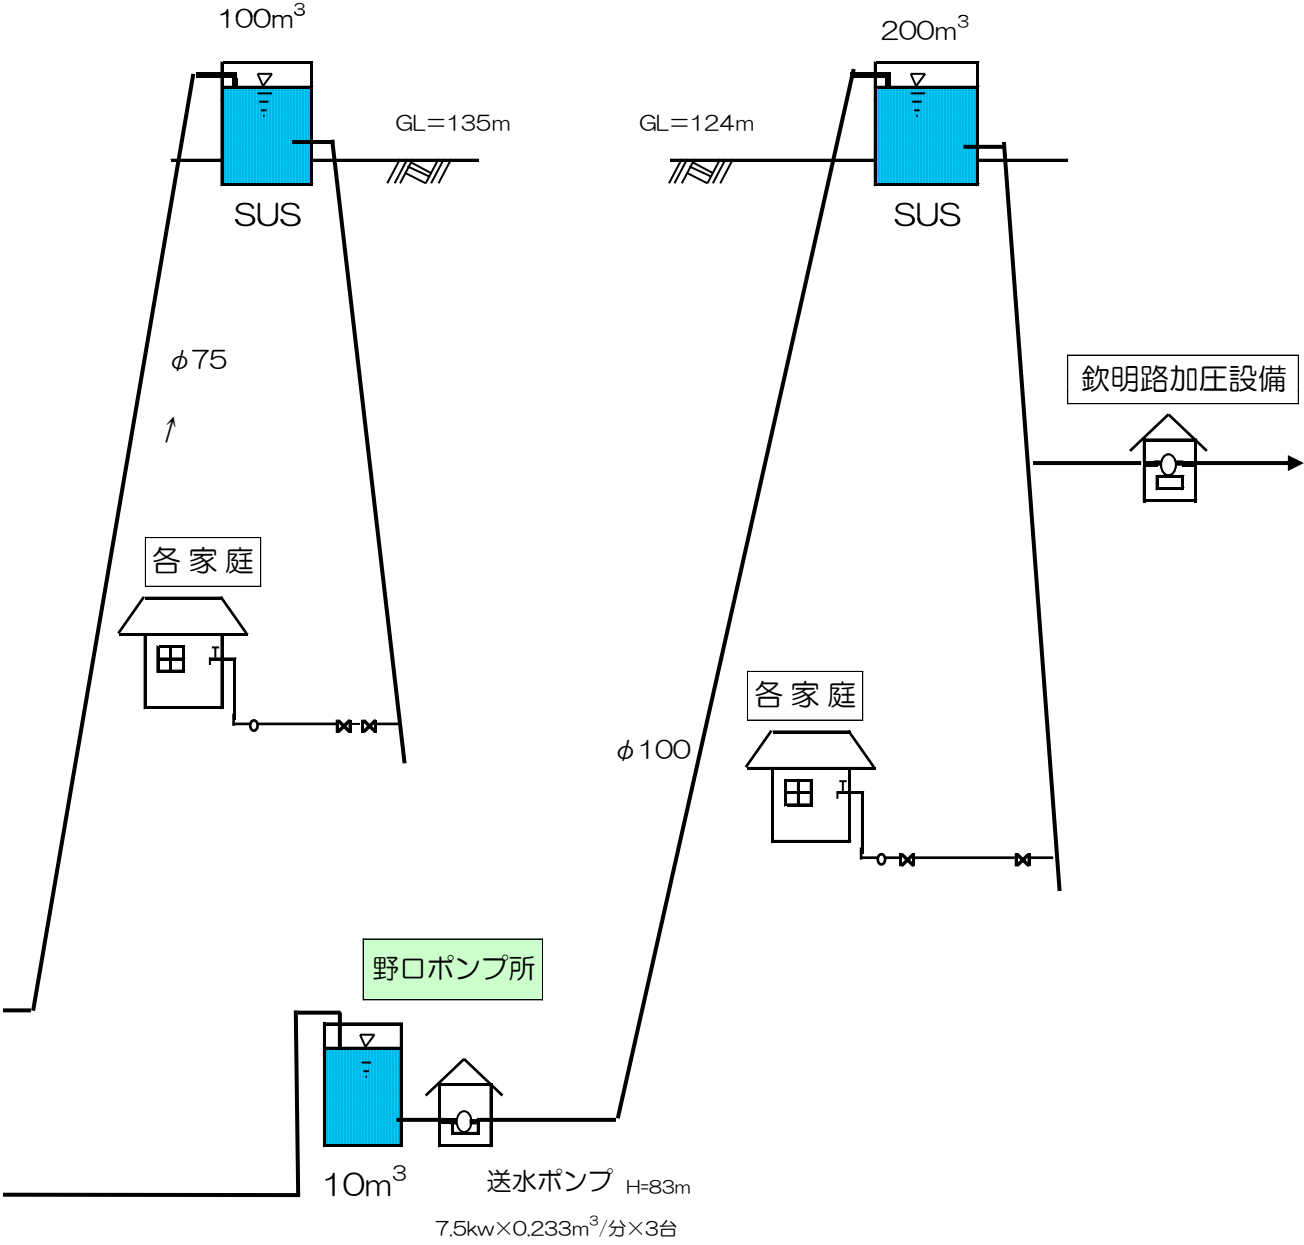 100m³
200m³
GL＝135m
GL＝124m
SUS
SUS
φ75
欽明路加圧設備
各家庭
各家庭
φ100
野口ポンプ所
10m³
送水ポンプ H=83m
7.5kw×0.233m³/分×3台